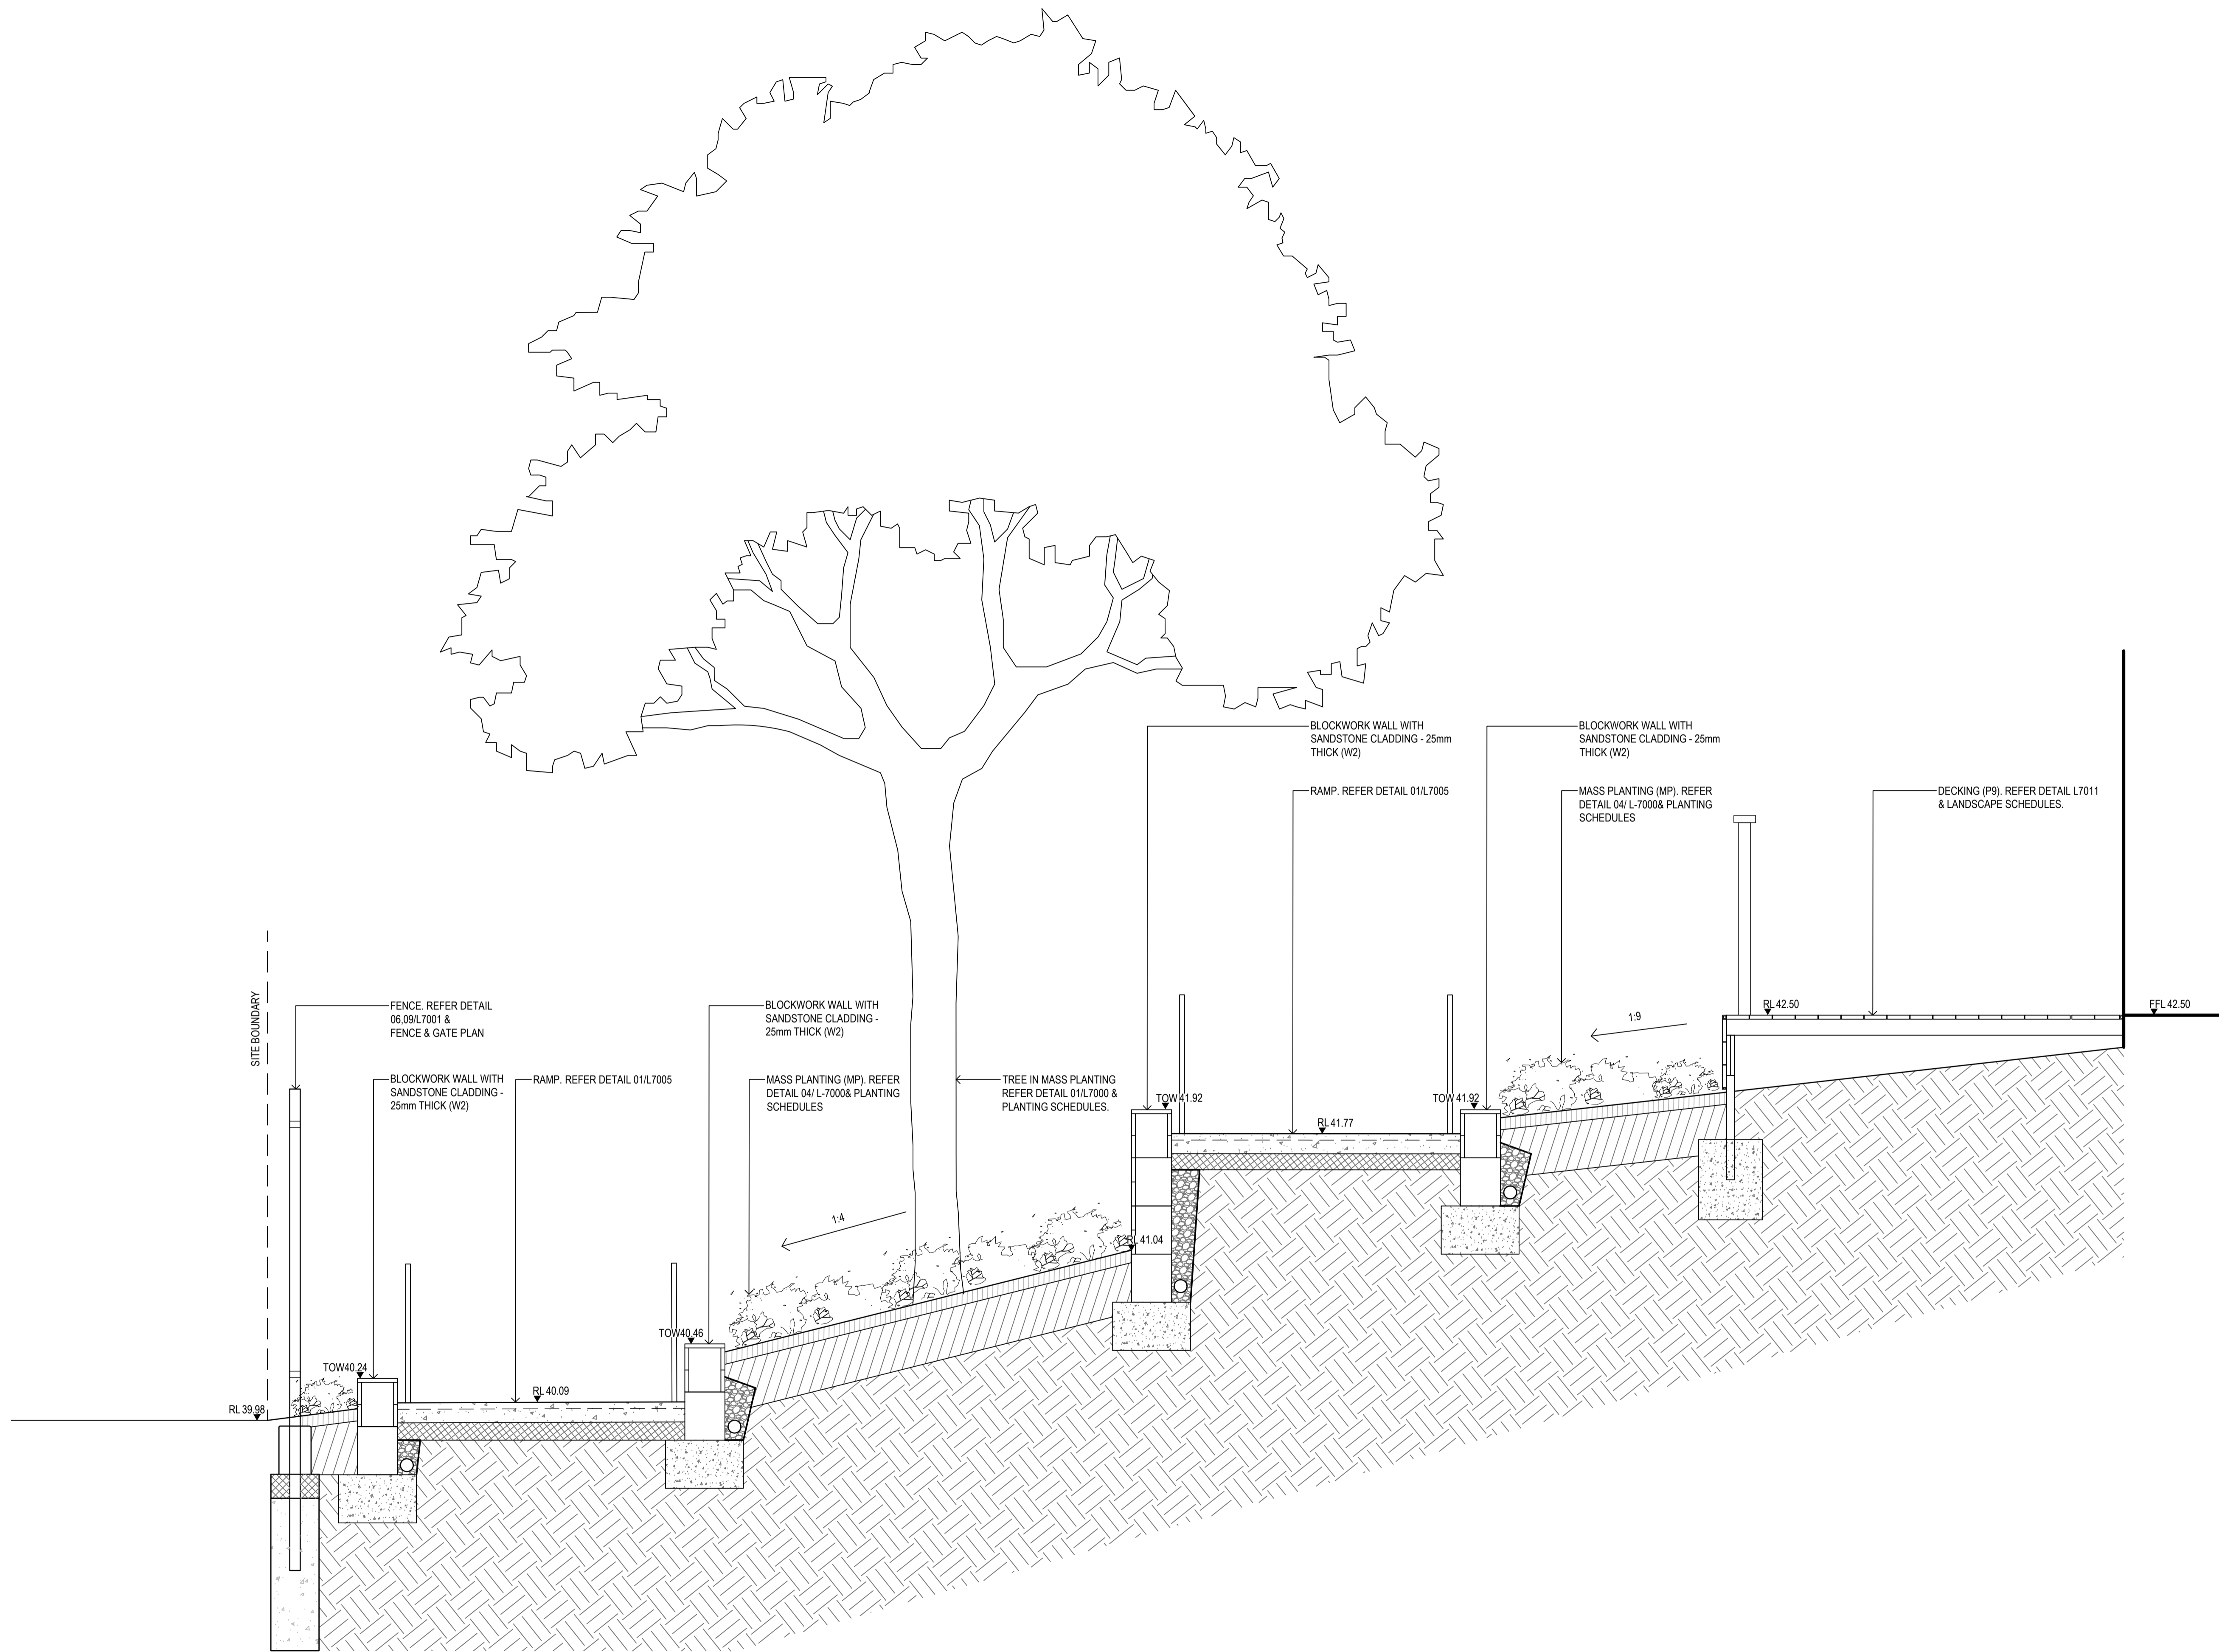 BLOCKWORK WALL WITH
SANDSTONE CLADDING - 25mm
THICK (W2)
BLOCKWORK WALL WITH
SANDSTONE CLADDING - 25mm
THICK (W2)
RAMP. REFER DETAIL 01/L7005
MASS PLANTING (MP). REFER
DETAIL 04/ L-7000& PLANTING
SCHEDULES
DECKING (P9). REFER DETAIL L7011
& LANDSCAPE SCHEDULES.
SITE BOUNDARY
FENCE. REFER DETAIL
06,09/L7001 &
FENCE & GATE PLAN
BLOCKWORK WALL WITH
SANDSTONE CLADDING -
25mm THICK (W2)
RL 42.50
FFL 42.50
1:9
BLOCKWORK WALL WITH
SANDSTONE CLADDING -
25mm THICK (W2)
RAMP. REFER DETAIL 01/L7005
MASS PLANTING (MP). REFER
DETAIL 04/ L-7000& PLANTING
SCHEDULES
TREE IN MASS PLANTING
REFER DETAIL 01/L7000 &
PLANTING SCHEDULES.
TOW 41.92
TOW 41.92
RL 41.77
1:4
RL 41.04
TOW40.46
TOW40.24
RL 40.09
RL 39.98